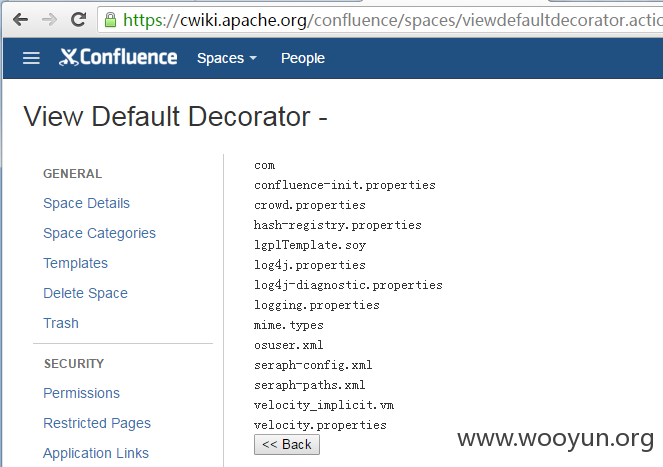 https://cwiki.apache.org/confluence/spaces/viewdefaultdecorator.actio
Confluence Spaces People
View Default Decorator -
GENERAL
Space Details
Space Categories
Templates
Delete Space
Trash
SECURITY
Permissions
Restricted Pages
Application Links
com
confluence-init.properties
crowd.properties
hash-registry.properties
lgplTemplate.soy
log4j.properties
log4j-diagnostic.properties
logging.properties
mime.types
osuser.xml
seraph-config.xml
seraph-paths.xml
velocity_implicit.vm
velocity.properties
<< Back
www.wooyun.org